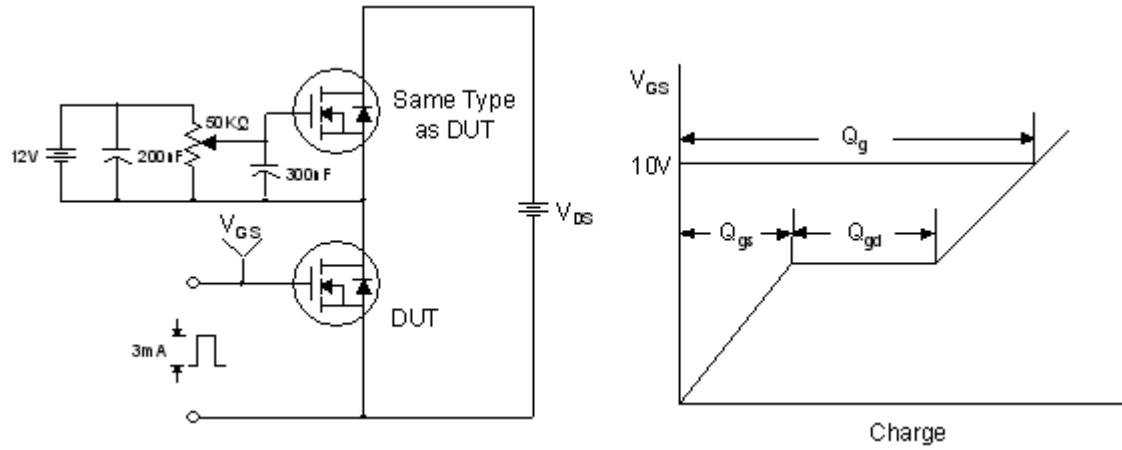 Same Type
as DUT
50KΩ
12V
200nF
300nF
V_GS
V_DS
DUT
3mA
V_GS
Q_g
10V
Q_gs
Q_gd
Charge